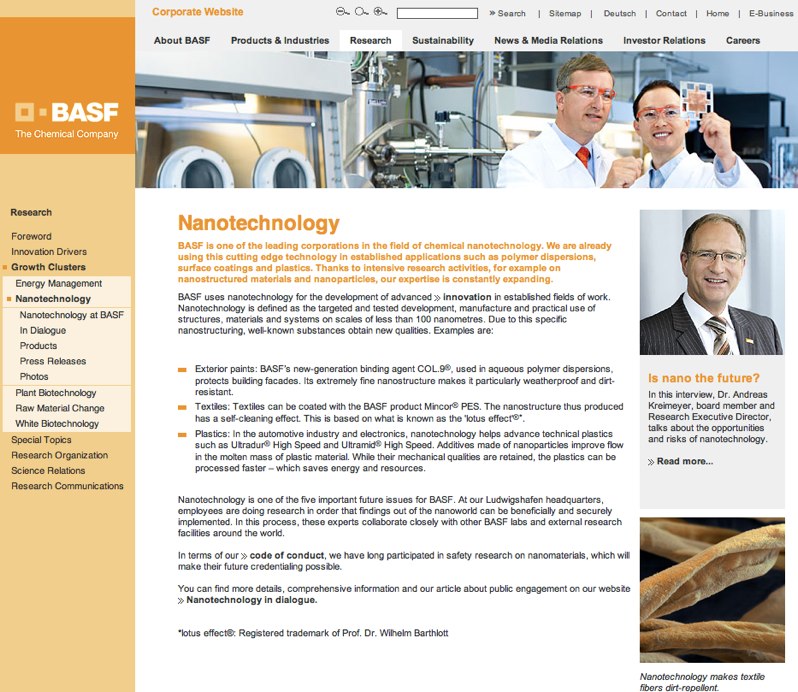 Corporate Website
» Search | Sitemap | Deutsch | Contact | Home | E-Business
About BASF Products & Industries Research Sustainability News & Media Relations Investor Relations Careers
BASF
The Chemical Company
Research
Foreword
Innovation Drivers
Growth Clusters
Energy Management
Nanotechnology
Nanotechnology at BASF
In Dialogue
Products
Press Releases
Photos
Plant Biotechnology
Raw Material Change
White Biotechnology
Special Topics
Research Organization
Science Relations
Research Communications
Nanotechnology
BASF is one of the leading corporations in the field of chemical nanotechnology. We are already
using this cutting edge technology in established applications such as polymer dispersions,
surface coatings and plastics. Thanks to intensive research activities, for example on
nanostructured materials and nanoparticles, our expertise is constantly expanding.
BASF uses nanotechnology for the development of advanced » innovation in established fields of work.
Nanotechnology is defined as the targeted and tested development, manufacture and practical use of
structures, materials and systems on scales of less than 100 nanometres. Due to this specific
nanostructuring, well-known substances obtain new qualities. Examples are:
Exterior paints: BASF's new-generation binding agent COL.9®, used in aqueous polymer dispersions,
protects building facades. Its extremely fine nanostructure makes it particularly weatherproof and dirt-
resistant.
Textiles: Textiles can be coated with the BASF product Mincor® PES. The nanostructure thus produced
has a self-cleaning effect. This is based on what is known as the 'lotus effect'®*.
Plastics: In the automotive industry and electronics, nanotechnology helps advance technical plastics
such as Ultradur® High Speed and Ultramid® High Speed. Additives made of nanoparticles improve flow
in the molten mass of plastic material. While their mechanical qualities are retained, the plastics can be
processed faster – which saves energy and resources.
Nanotechnology is one of the five important future issues for BASF. At our Ludwigshafen headquarters,
employees are doing research in order that findings out of the nanoworld can be beneficially and securely
implemented. In this process, these experts collaborate closely with other BASF labs and external research
facilities around the world.
In terms of our » code of conduct, we have long participated in safety research on nanomaterials, which will
make their future credentialing possible.
You can find more details, comprehensive information and our article about public engagement on our website
» Nanotechnology in dialogue.
*lotus effect®: Registered trademark of Prof. Dr. Wilhelm Barthlott
Is nano the future?
In this interview, Dr. Andreas
Kreimeyer, board member and
Research Executive Director,
talks about the opportunities
and risks of nanotechnology.
» Read more...
Nanotechnology makes textile
fibers dirt-repellent.